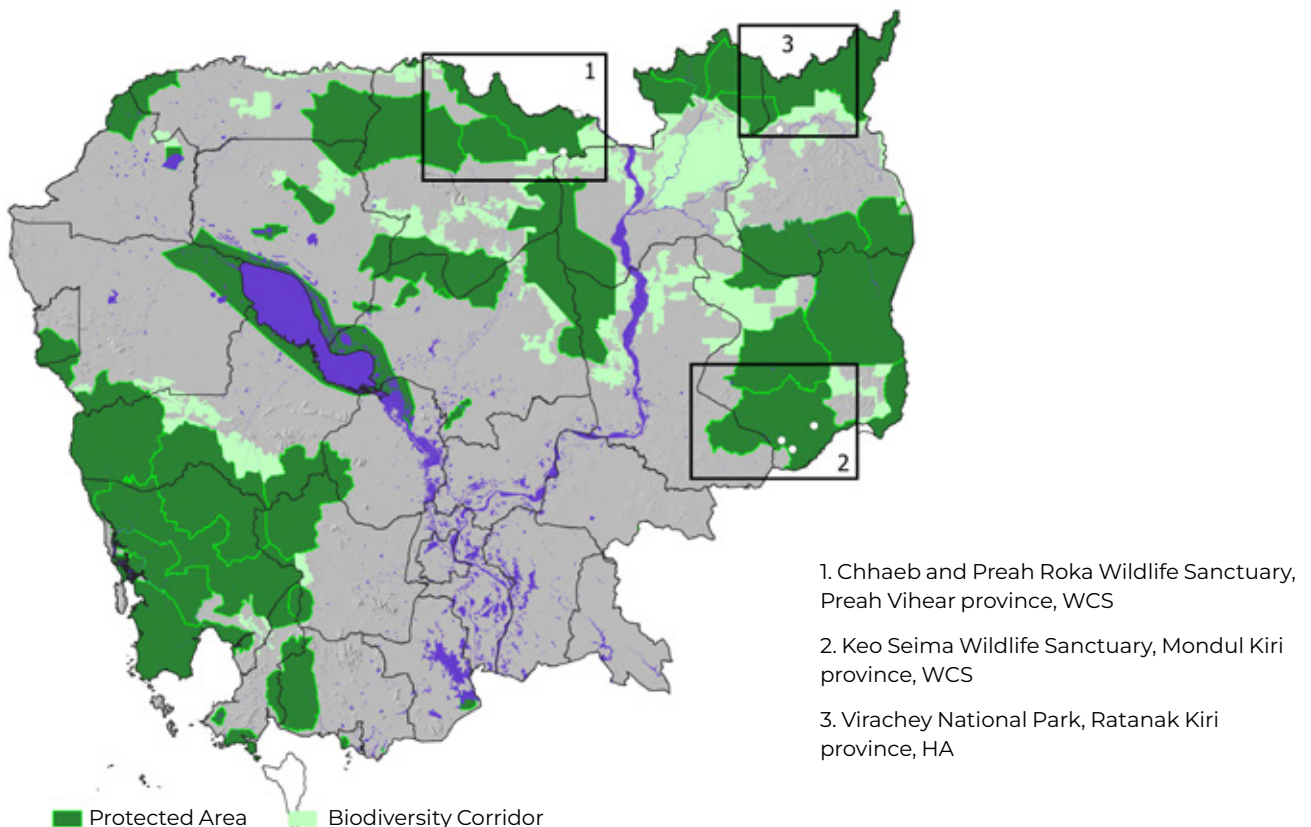 1
3
2
1. Chhaeb and Preah Roka Wildlife Sanctuary,
Preah Vihear province, WCS
2. Keo Seima Wildlife Sanctuary, Mondul Kiri
province, WCS
3. Virachey National Park, Ratanak Kiri
province, HA
Protected Area
Biodiversity Corridor